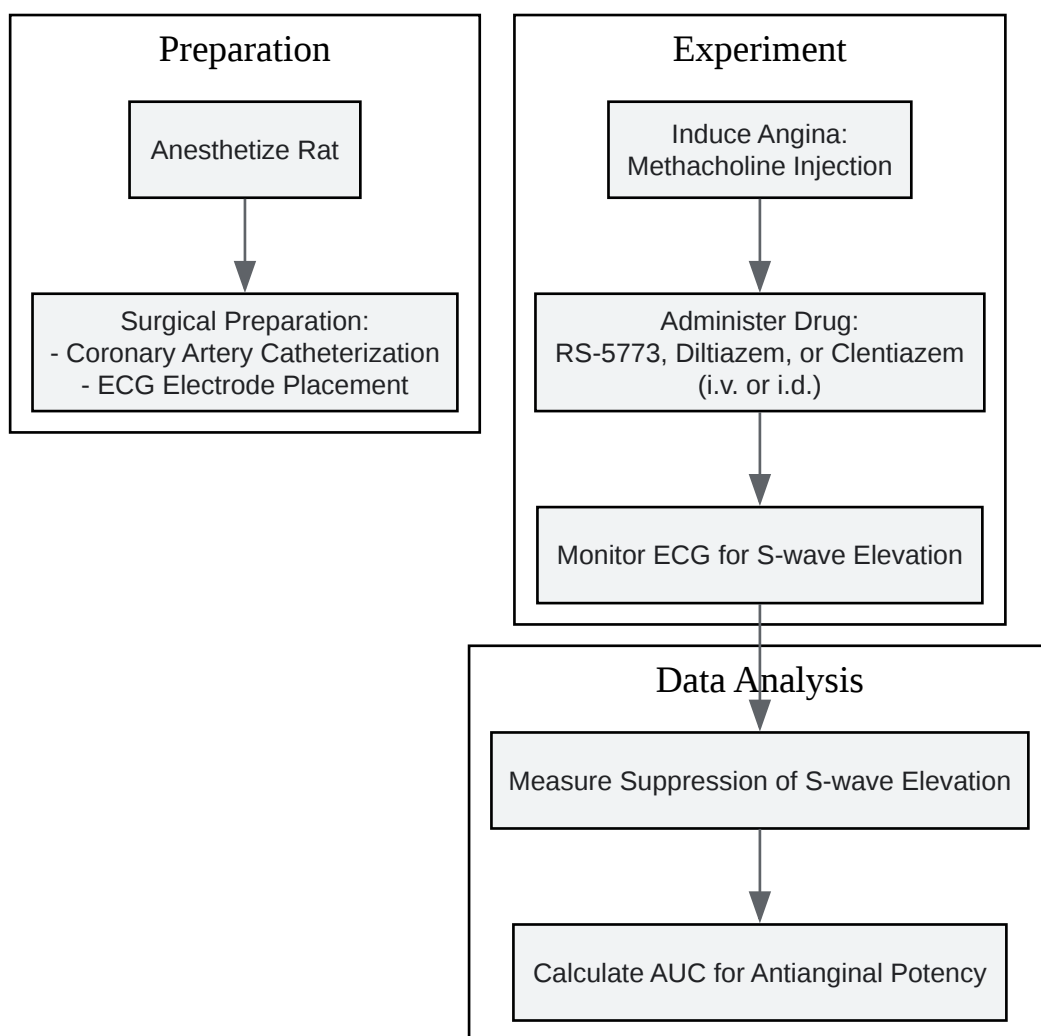 Preparation
Anesthetize Rat
Surgical Preparation:
- Coronary Artery Catheterization
- ECG Electrode Placement
Experiment
Induce Angina:
Methacholine Injection
Administer Drug:
RS-5773, Diltiazem, or Clentiazem
(i.v. or i.d.)
Monitor ECG for S-wave Elevation
Data Analysis
Measure Suppression of S-wave Elevation
Calculate AUC for Antianginal Potency